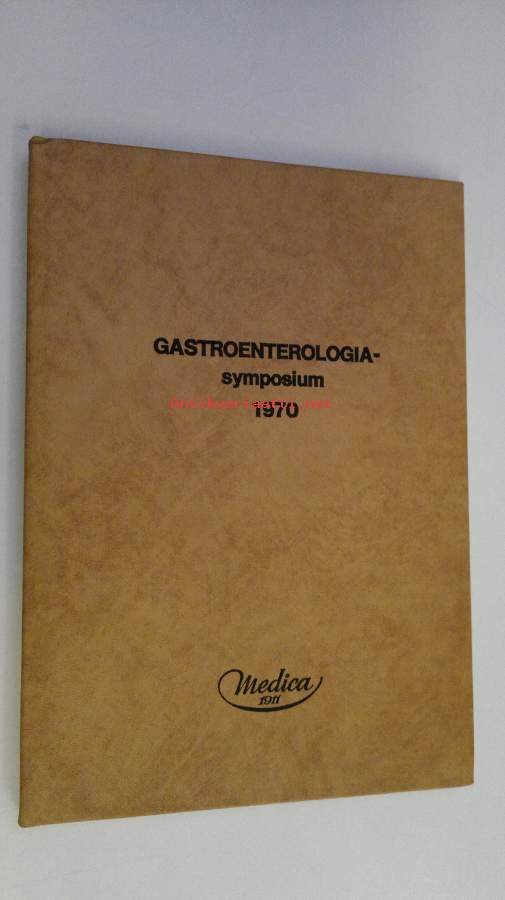 GASTROENTEROLOGIA-
symposium
1970
Medica
1911